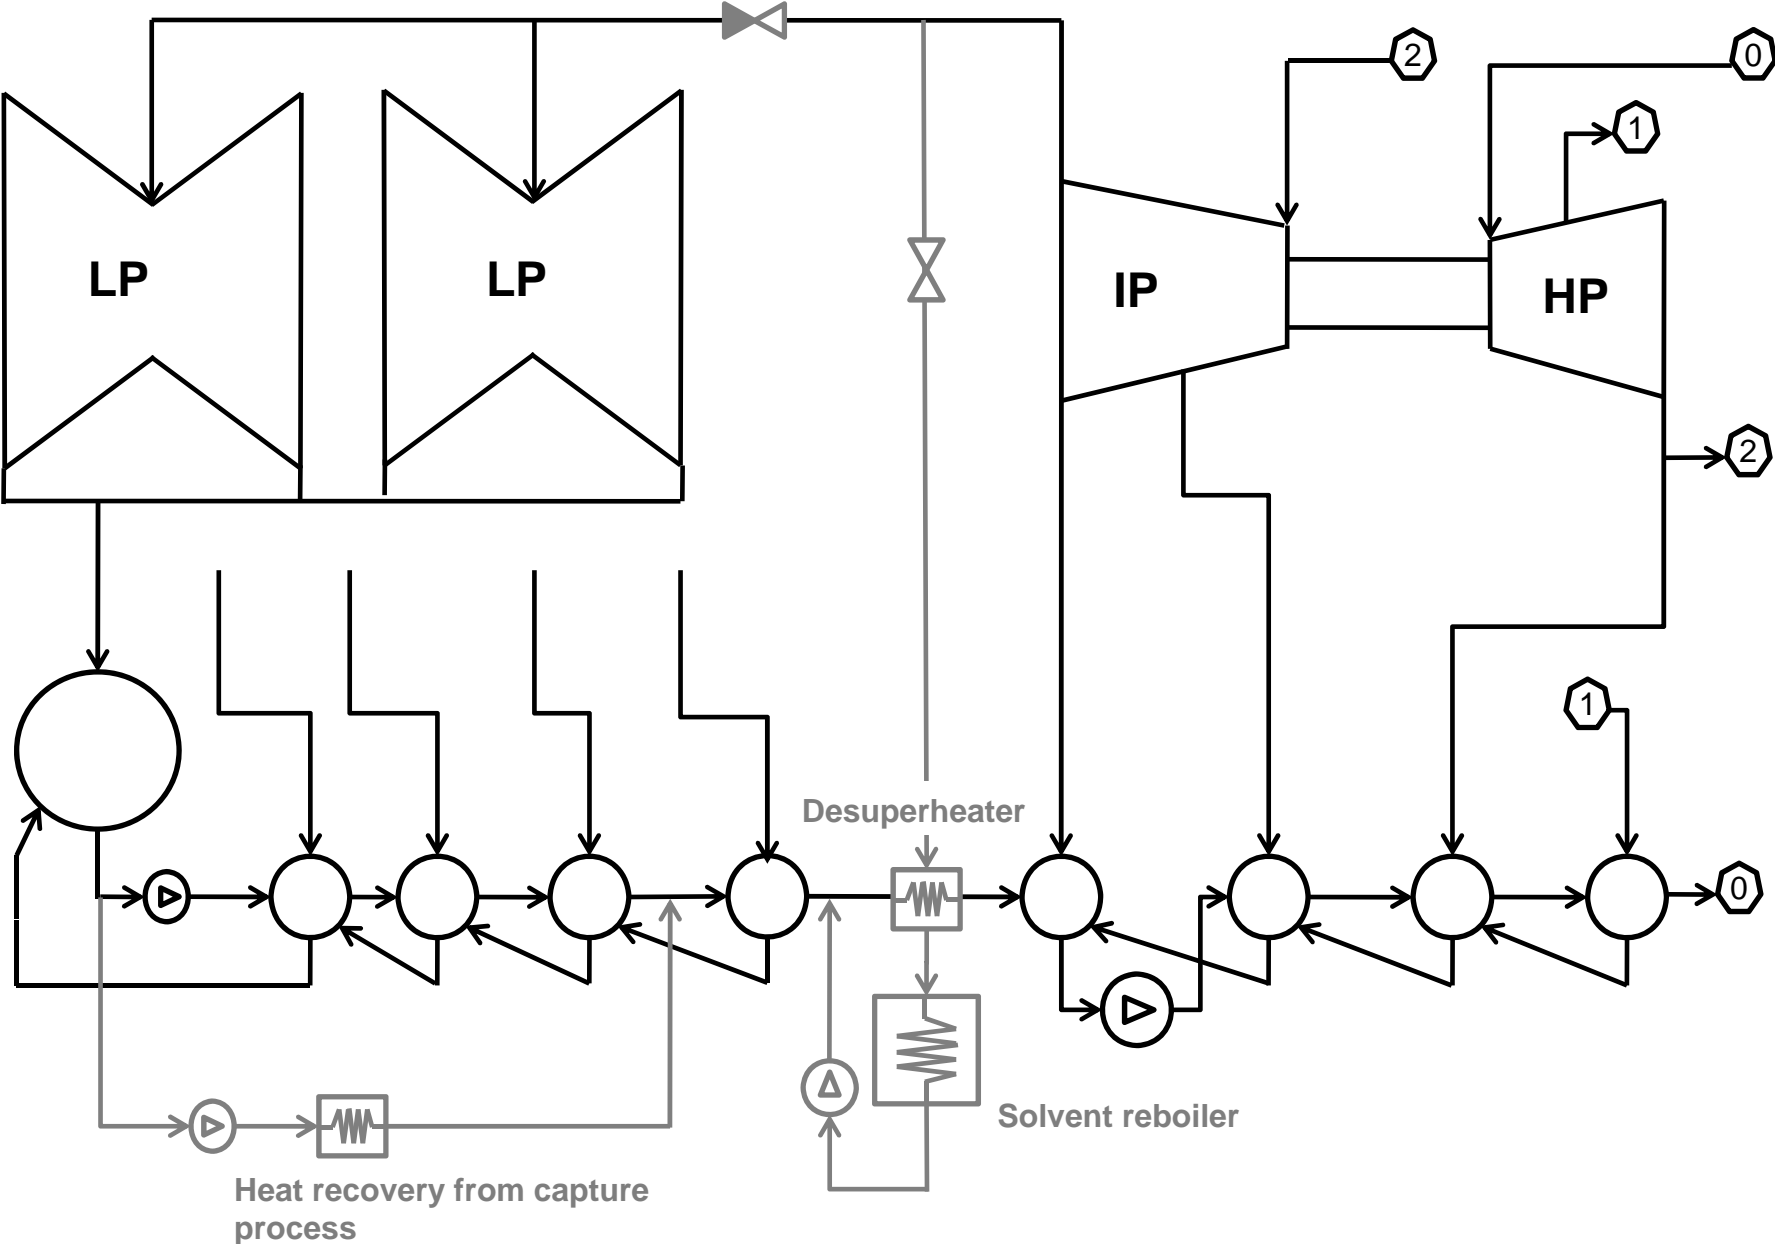 2
0
1
LP
LP
IP
HP
2
1
Desuperheater
0
Solvent reboiler
Heat recovery from capture
process